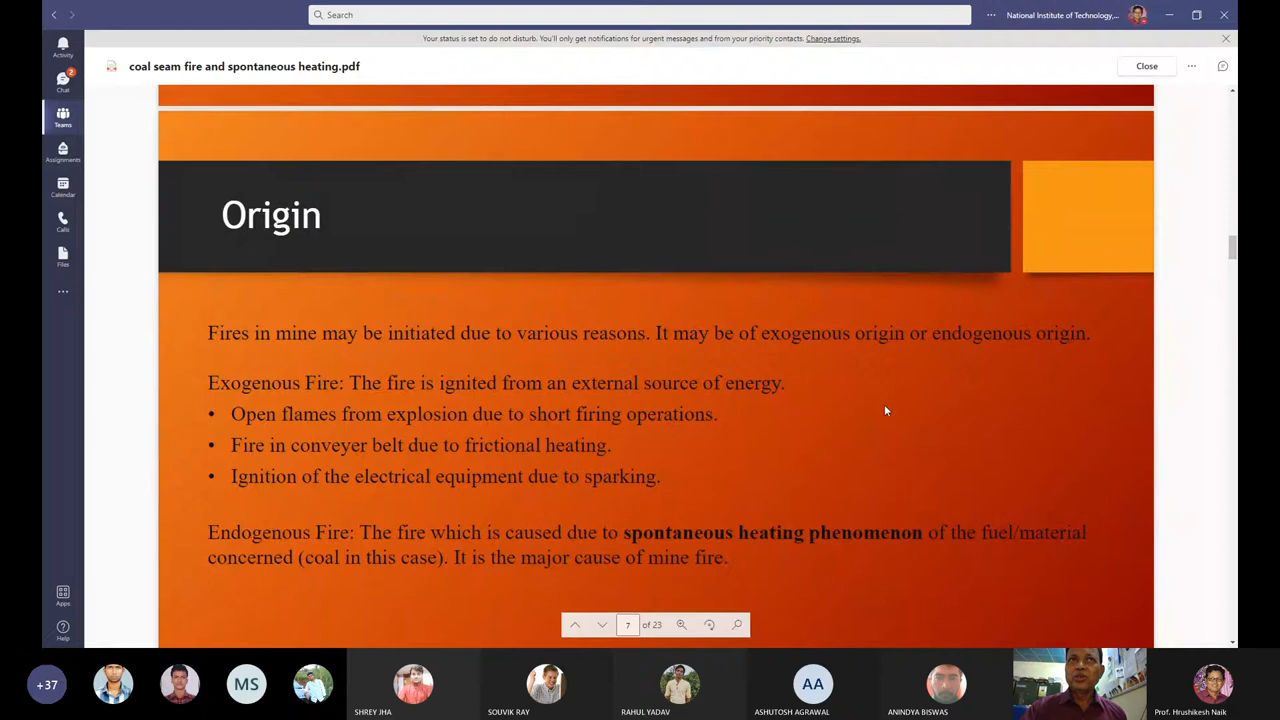 Search
National Institute of Technology,...
Your status is set to do not disturb. You'll only get notifications for urgent messages and from your priority contacts. Change settings.
Activity
coal seam fire and spontaneous heating.pdf
Close
2
Chat
Teams
Assignments
Calendar
Calls
Files
Origin
Fires in mine may be initiated due to various reasons. It may be of exogenous origin or endogenous origin.
Exogenous Fire: The fire is ignited from an external source of energy.
• Open flames from explosion due to short firing operations.
• Fire in conveyer belt due to frictional heating.
• Ignition of the electrical equipment due to sparking.
Endogenous Fire: The fire which is caused due to spontaneous heating phenomenon of the fuel/material
concerned (coal in this case). It is the major cause of mine fire.
Apps
Help
7 of 23
+37
MS
AA
SHREY JHA
SOUVIK RAY
RAHUL YADAV
ASHUTOSH AGRAWAL
ANINDYA BISWAS
Prof. Hrushikesh Naik